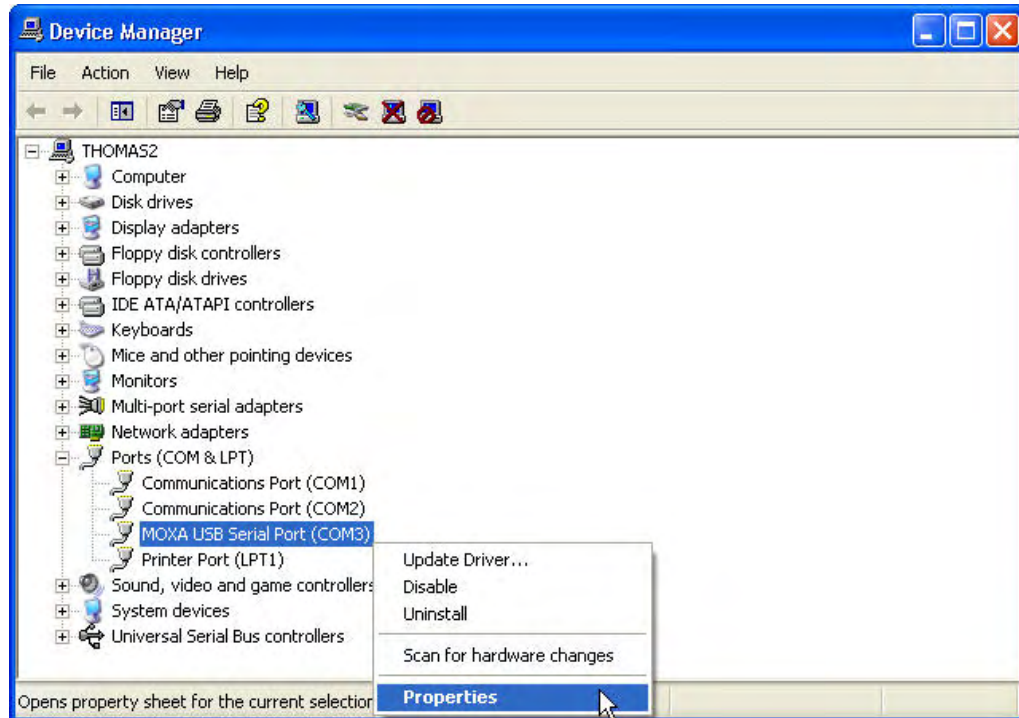 Device Manager
File Action View Help
THOMAS2
Computer
Disk drives
Display adapters
Floppy disk controllers
Floppy disk drives
IDE ATA/ATAPI controllers
Keyboards
Mice and other pointing devices
Monitors
Multi-port serial adapters
Network adapters
Ports (COM & LPT)
Communications Port (COM1)
Communications Port (COM2)
MOXA USB Serial Port (COM3)
Printer Port (LPT1)
Sound, video and game controllers
System devices
Universal Serial Bus controllers
Update Driver...
Disable
Uninstall
Scan for hardware changes
Properties
Opens property sheet for the current selection